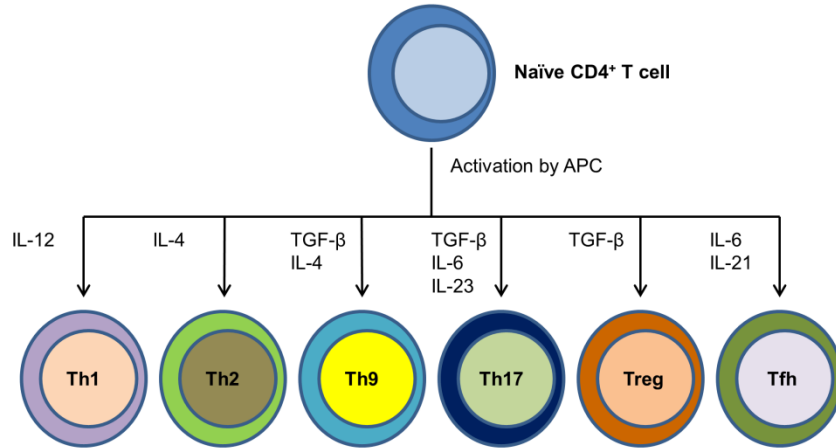 Naïve CD4+ T cell
Activation by APC
IL-12
IL-4
TGF-β
IL-4
TGF-β
IL-6
IL-23
TGF-β
IL-6
IL-21
Th1
Th2
Th9
Th17
Treg
Tfh